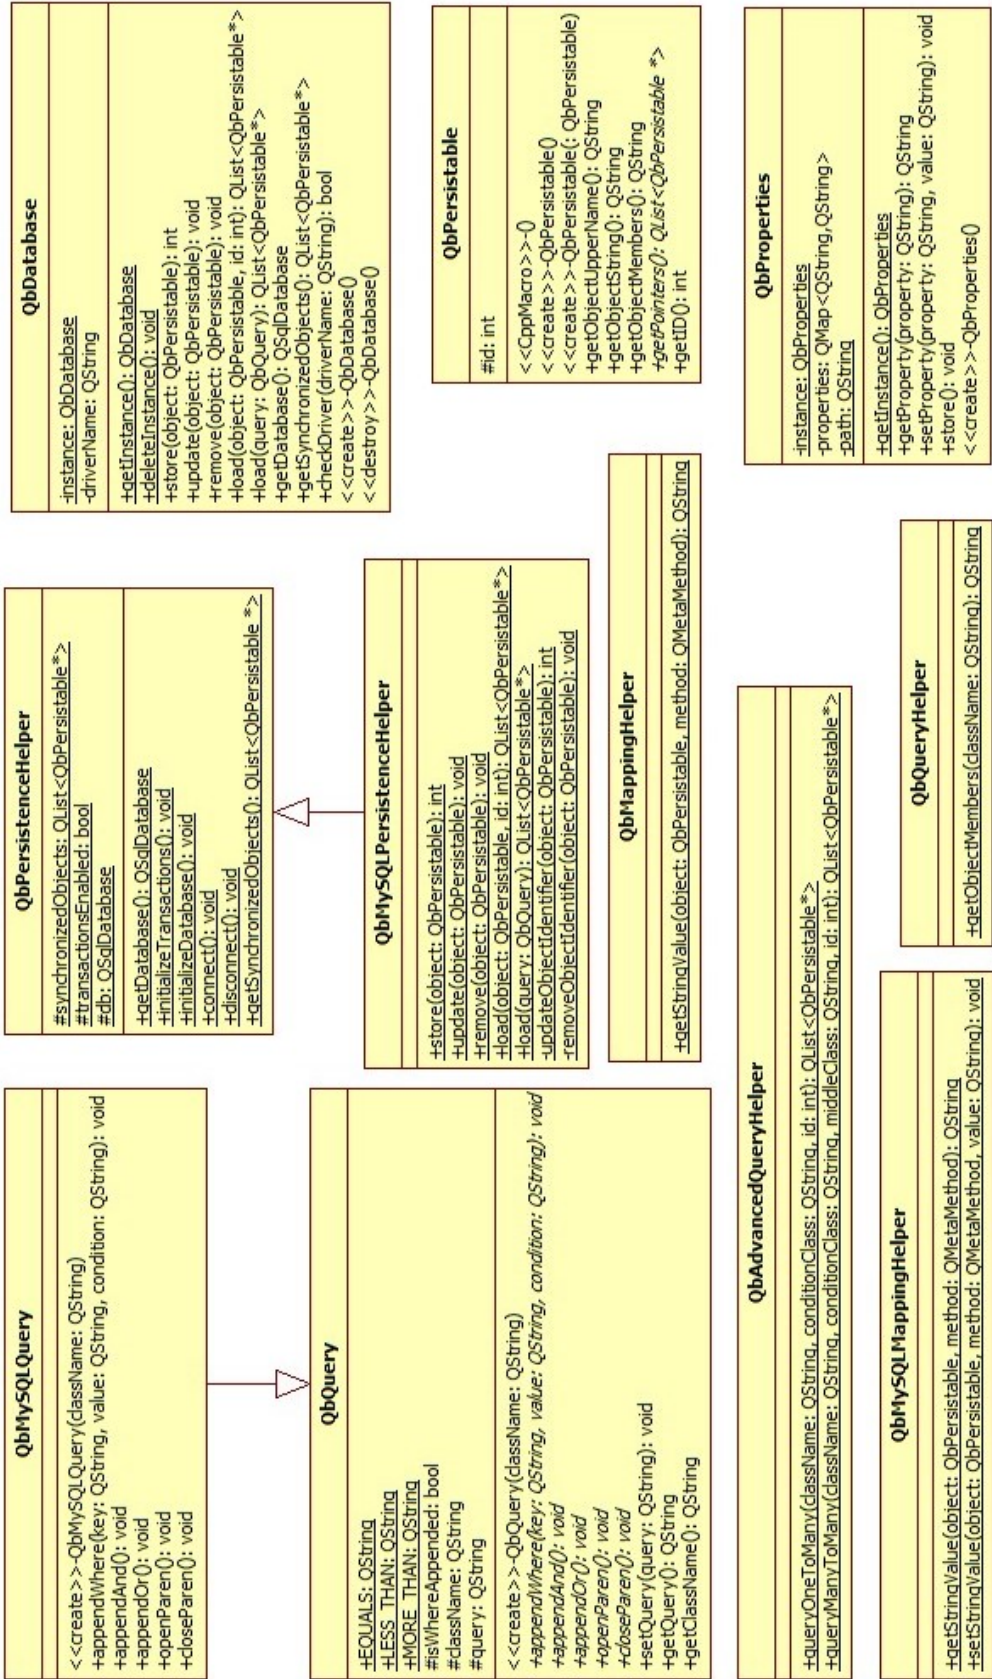 QbMySQLQuery
<<create>>-QbMySQLQuery(className: QString)
+appendWhere(key: QString, value: QString, condition: QString): void
+appendAnd(): void
+appendOr(): void
+openParen(): void
+closeParen(): void
QbPersistenceHelper
#synchronizedObjects: QList<QbPersistable*>
#transactionsEnabled: bool
#db: QSqlDatabase
+getDatabase(): QSqlDatabase
+initializeTransactions(): void
+initializeDatabase(): void
+connect(): void
+disconnect(): void
+getSynchronizedObjects(): QList<QbPersistable *>
QbDatabase
-instance: QbDatabase
-driverName: QString
+getInstance(): QbDatabase
+deleteInstance(): void
+store(object: QbPersistable): int
+update(object: QbPersistable): void
+remove(object: QbPersistable): void
+load(object: QbPersistable, id: int): QList<QbPersistable*>
+load(query: QbQuery): QList<QbPersistable*>
+getDatabase(): QSqlDatabase
+getSynchronizedObjects(): QList<QbPersistable*>
+checkDriver(driverName: QString): bool
<<create>>-QbDatabase()
<<destroy>>-QbDatabase()
QbQuery
+EQUALS: QString
+LESS_THAN: QString
+MORE_THAN: QString
#isWhereAppended: bool
#className: QString
#query: QString
<<create>>-QbQuery(className: QString)
+appendWhere(key: QString, value: QString, condition: QString): void
+appendAnd(): void
+appendOr(): void
+openParen(): void
+closeParen(): void
+setQuery(query: QString): void
+getQuery(): QString
+getClassName(): QString
QbMySQLPersistenceHelper
+store(object: QbPersistable): int
+update(object: QbPersistable): void
+remove(object: QbPersistable): void
+load(object: QbPersistable, id: int): QList<QbPersistable*>
+load(query: QbQuery): QList<QbPersistable*>
-updateObjectIdentifier(object: QbPersistable): int
-removeObjectIdentifier(object: QbPersistable): void
QbPersistable
#id: int
<<CppMacro>>-()
<<create>>-QbPersistable()
<<create>>-QbPersistable(: QbPersistable)
+getObjectUpperName(): QString
+getObjectString(): QString
+getObjectMembers(): QString
+getPointers(): QList<QbPersistable *>
+getID(): int
QbMappingHelper
+getStringValue(object: QbPersistable, method: QMetaMethod): QString
QbAdvancedQueryHelper
+queryOneToMany(className: QString, conditionClass: QString, id: int): QList<QbPersistable*>
+queryManyToMany(className: QString, conditionClass: QString, middleClass: QString, id: int): QList<QbPersistable*>
QbProperties
-instance: QbProperties
-properties: QMap<QString,QString>
-path: QString
+getInstance(): QbProperties
+getProperty(property: QString): QString
+setProperty(property: QString, value: QString): void
+store(): void
<<create>>-QbProperties()
QbMySQLMappingHelper
+getStringValue(object: QbPersistable, method: QMetaMethod): QString
+setStringValue(object: QbPersistable, method: QMetaMethod, value: QString): void
QbQueryHelper
+getObjectMembers(className: QString): QString